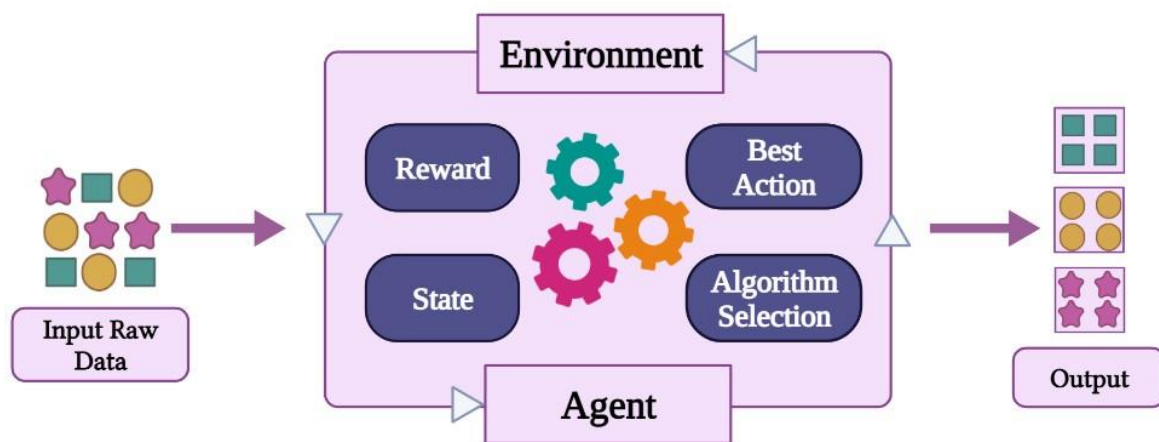 Environment
Reward
Best
Action
State
Algorithm
Selection
Input Raw
Data
Agent
Output